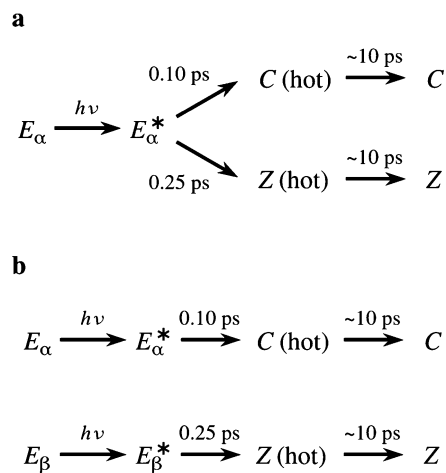 a
0.10 ps C (hot) ~10 ps C
Eα hν Eα*
0.25 ps Z (hot) ~10 ps Z
b
Eα hν Eα* 0.10 ps C (hot) ~10 ps C
Eβ hν Eβ* 0.25 ps Z (hot) ~10 ps Z